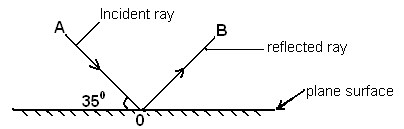 Incident ray
A
B
reflected ray
plane surface
35⁰
0